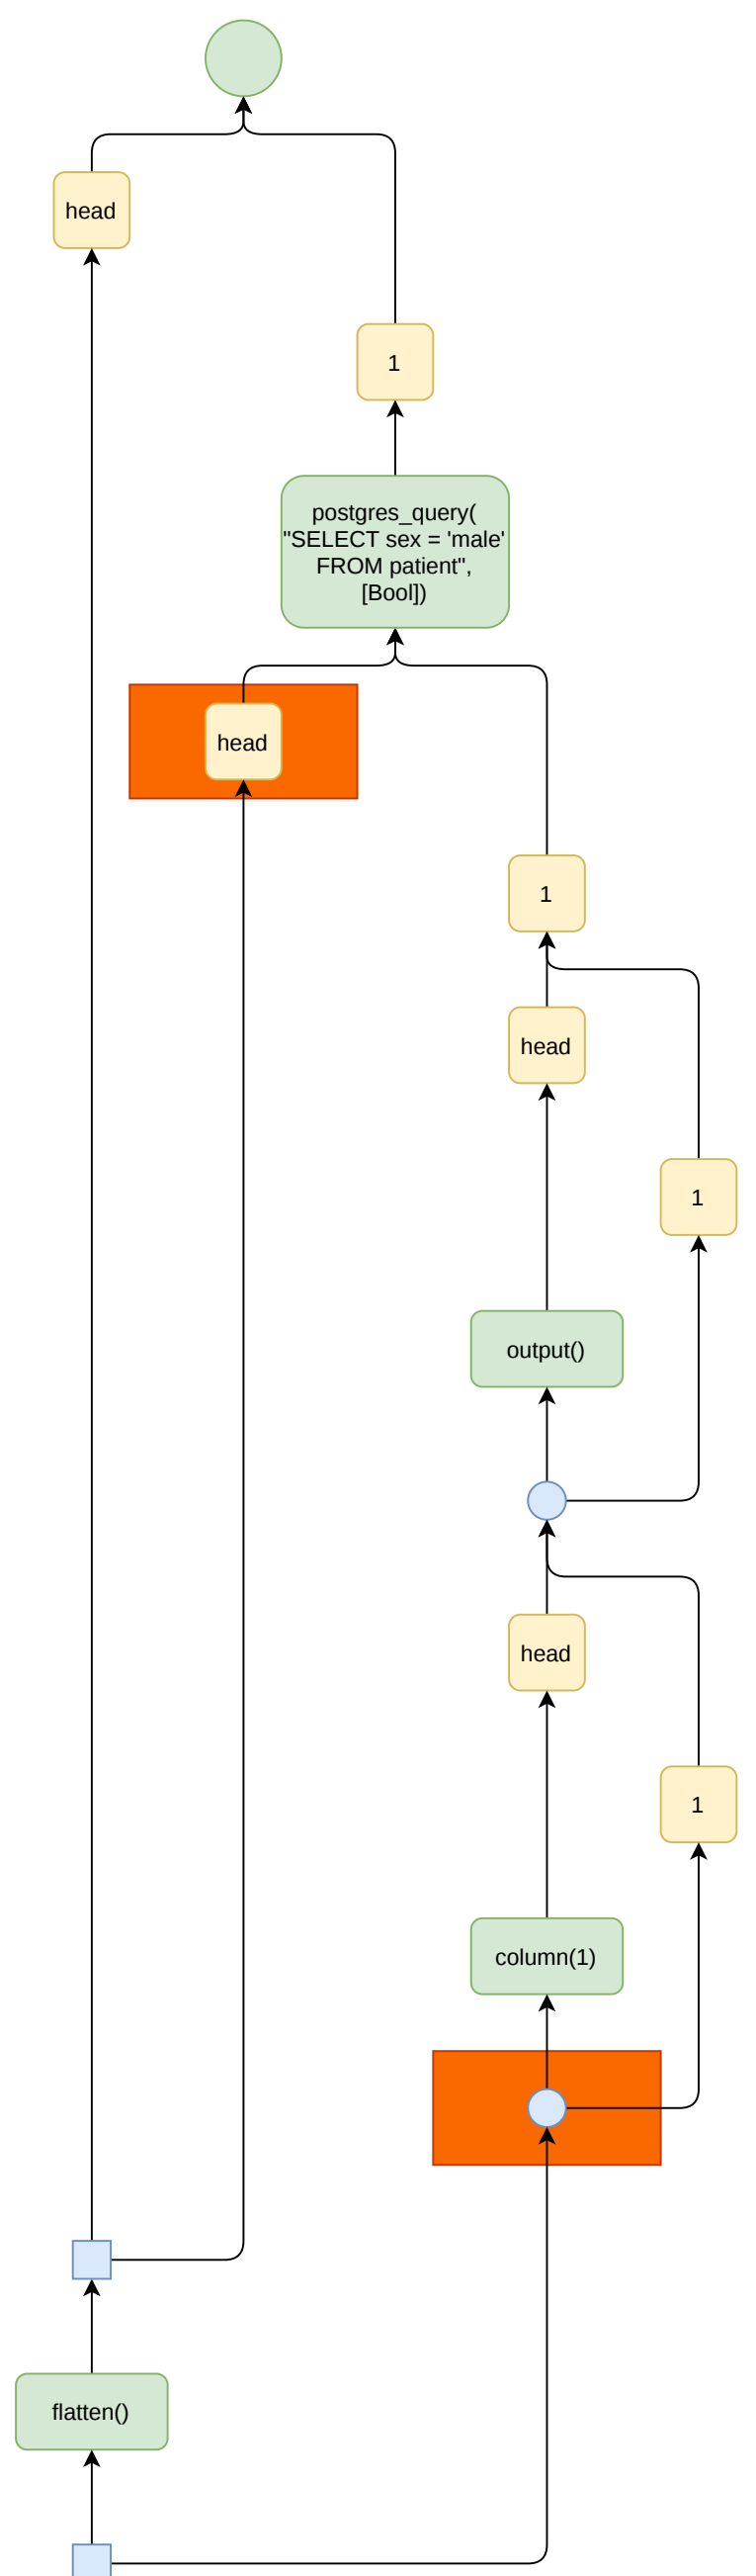 head
1
postgres_query(
"SELECT sex = 'male'
FROM patient",
[Bool])
head
1
head
1
output()
head
1
column(1)
flatten()